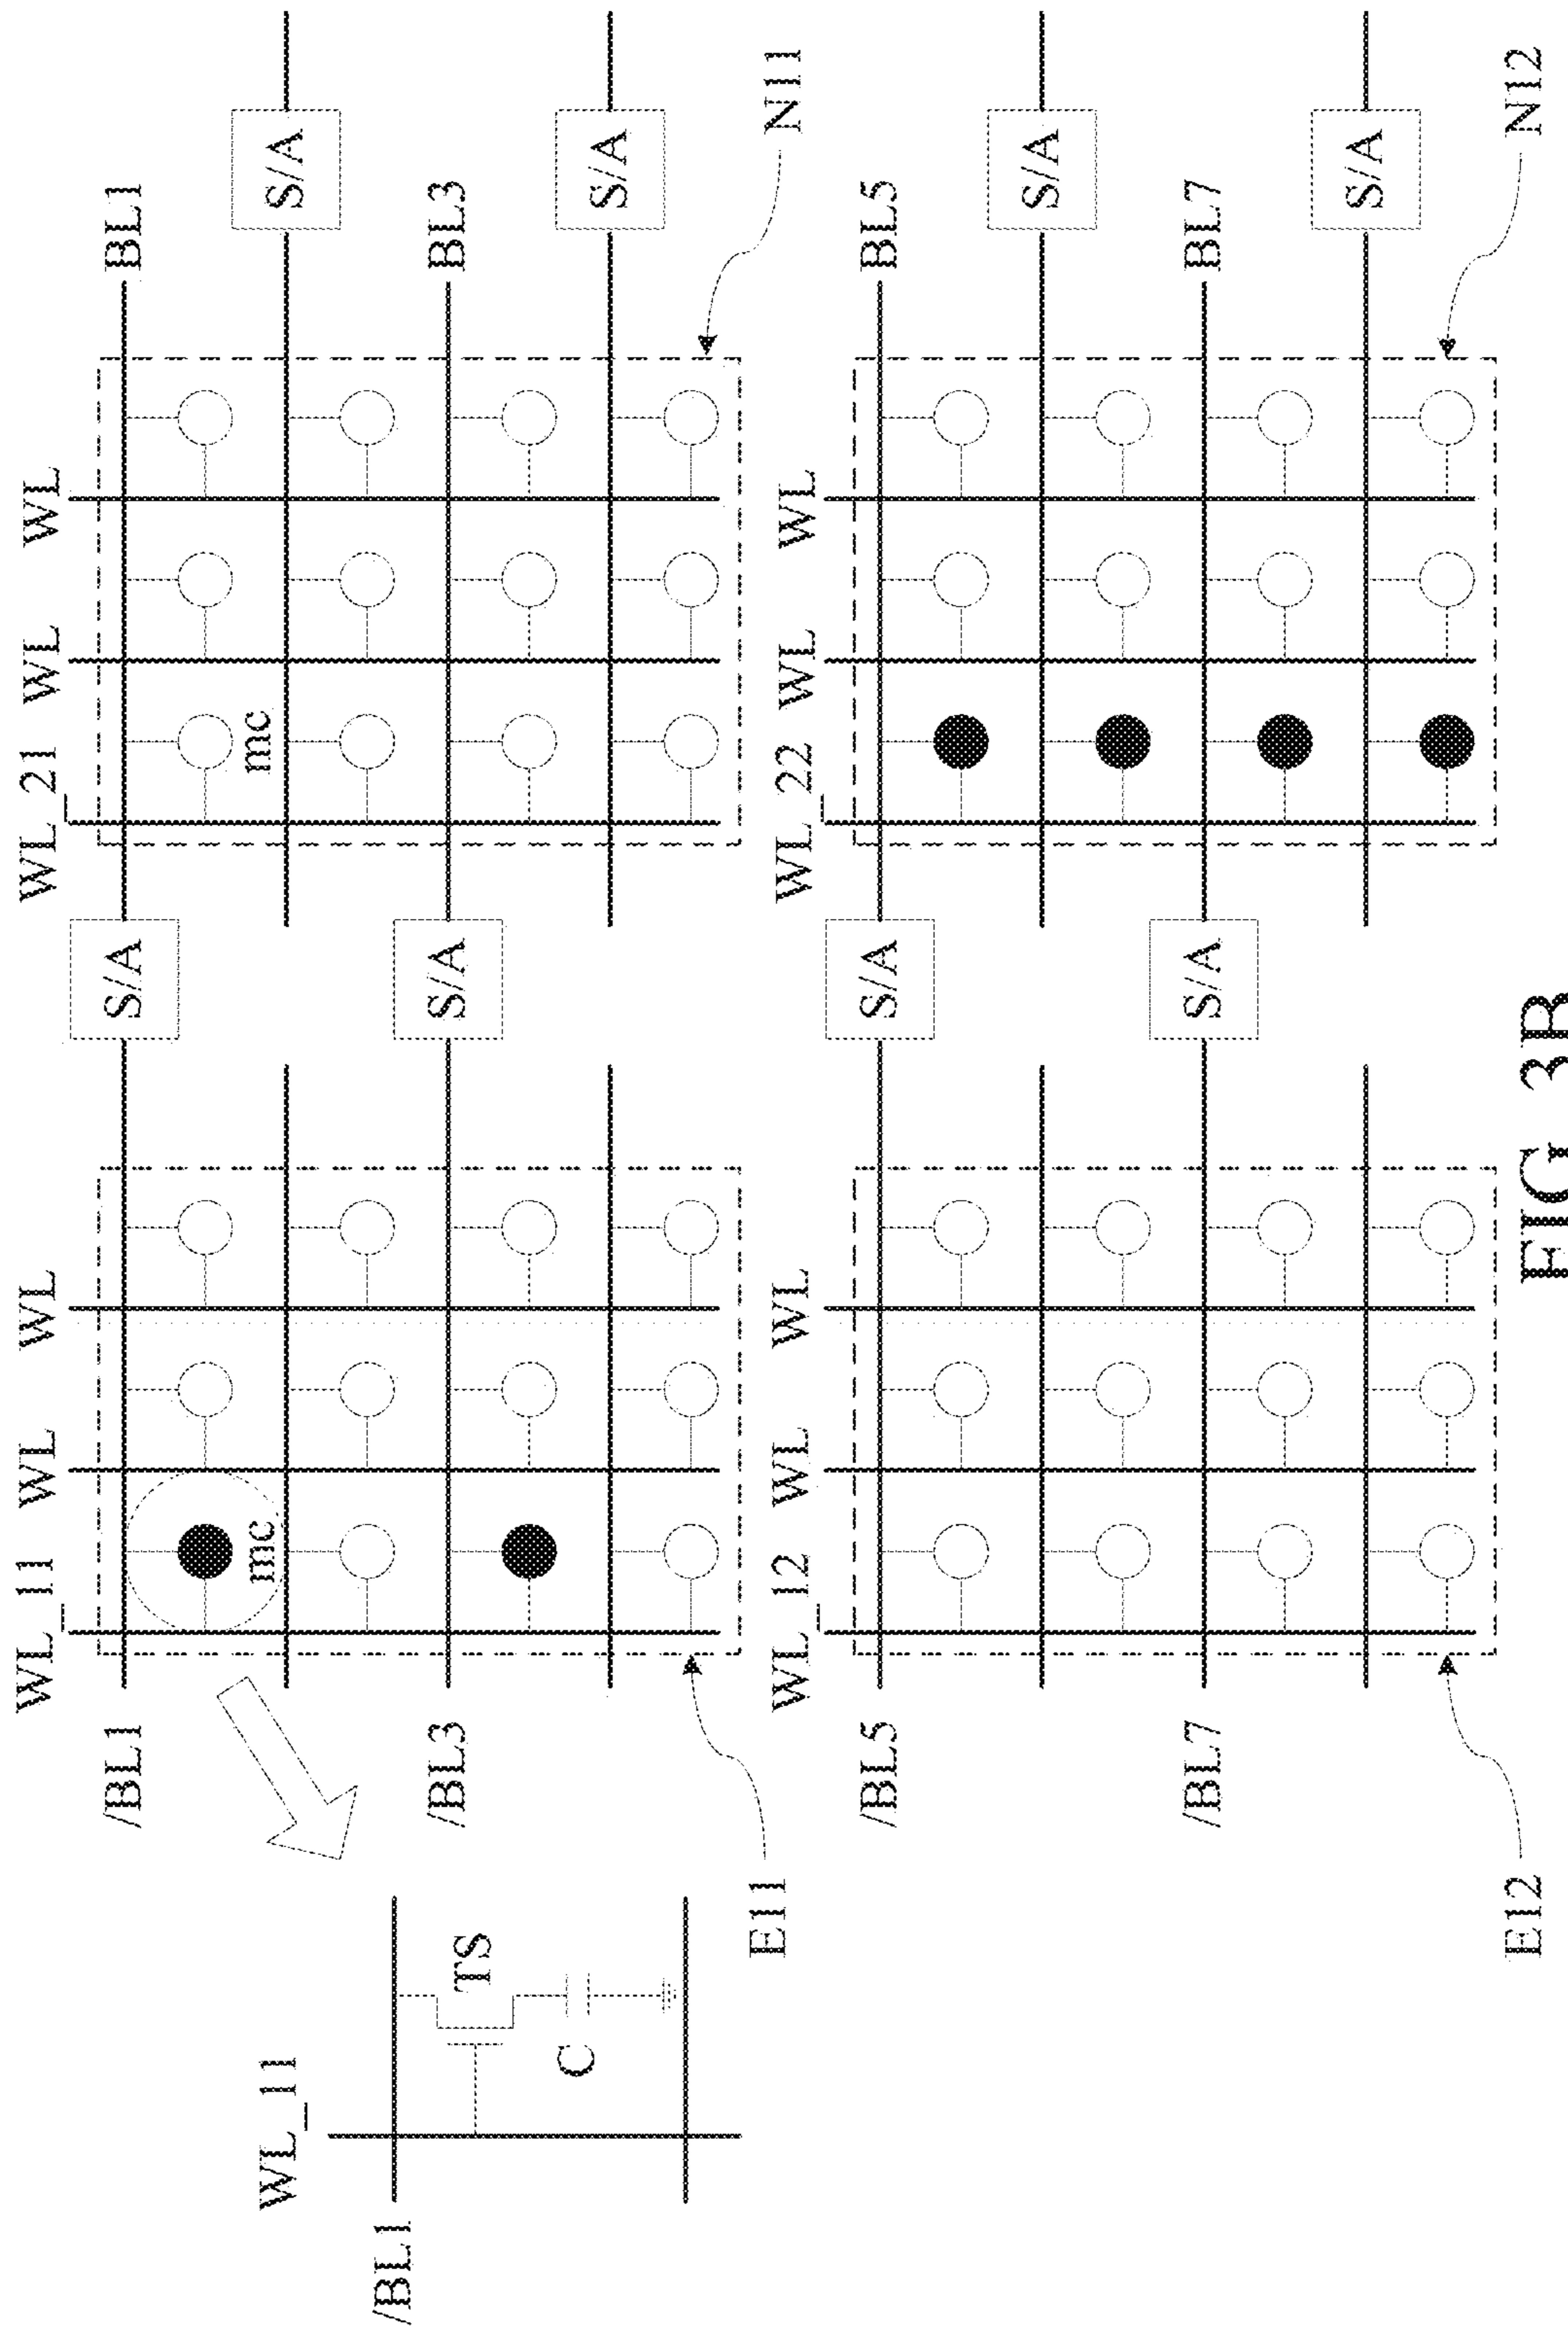 WL_11 WL WL WL_21 WL WL
/BL1 S/A BL1
mc mc
WL_11 S/A
/BL1
TS /BL3 S/A BL3
C S/A
E11 N11
WL_12 WL WL WL_22 WL WL
/BL5 S/A BL5
S/A
/BL7 S/A BL7
S/A
E12 N12
FIG 3B